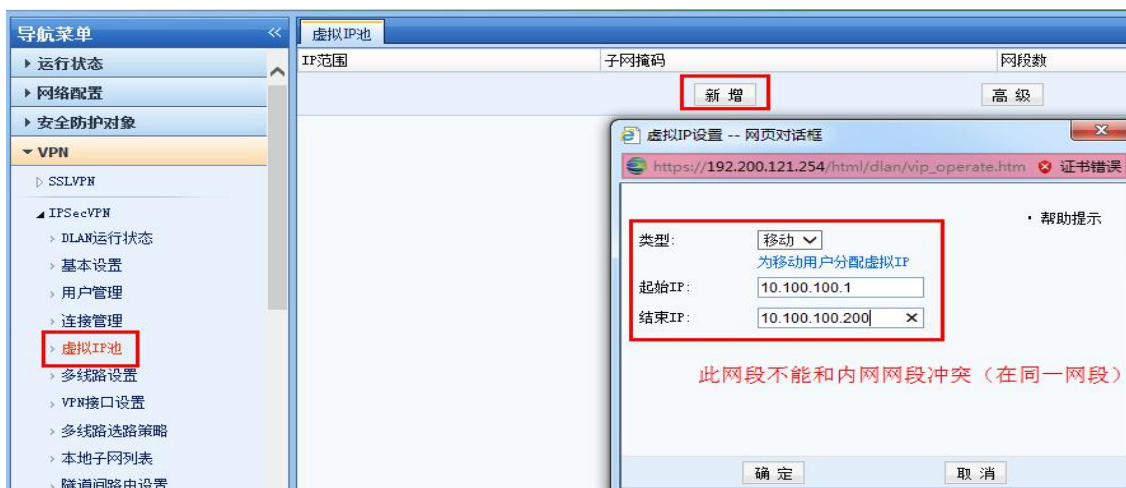 导航菜单 «
运行状态
网络配置
安全防护对象
VPN
SSLVPN
IPSecVPN
DLAN运行状态
基本设置
用户管理
连接管理
虚拟IP池
多线路设置
VPN接口设置
多线路选路策略
本地子网列表
隧道间路由设置
虚拟IP池
IP范围 子网掩码 网段数
新增 高级
虚拟IP设置 -- 网页对话框
https://192.200.121.254/html/dlan/vip_operate.htm 证书错误
· 帮助提示
类型: 移动
为移动用户分配虚拟IP
起始IP: 10.100.100.1
结束IP: 10.100.100.200 ×
此网段不能和内网网段冲突（在同一网段）
确定 取消